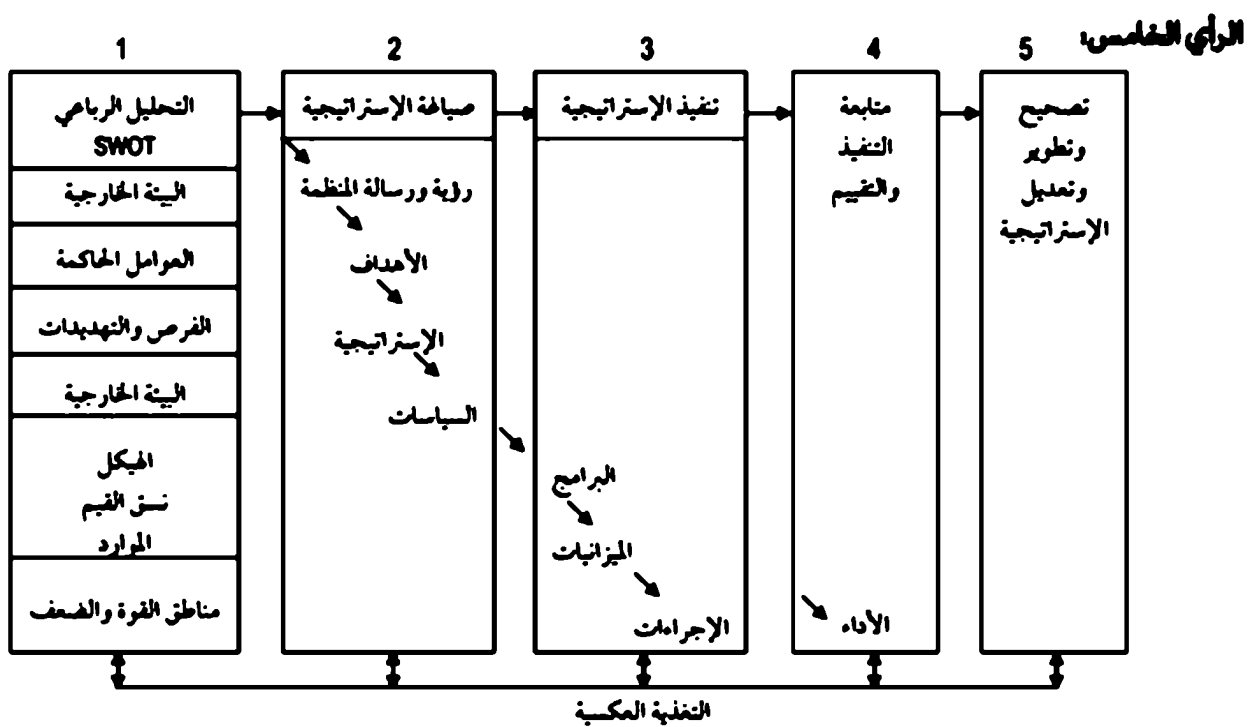 الرأي الخامس:
1
2
3
4
5
التحليل الرباعي
SWOT
البيئة الخارجية
العوامل الحاكمة
الفرص والتهديدات
البيئة الخارجية
الهيكل
نسق القيم
الموارد
مناطق القوة والضعف
صياغة الإستراتيجية
رؤية ورسالة المنظمة
الأهداف
الإستراتيجية
السياسات
تنفيذ الإستراتيجية
البرامج
الميزانيات
الإجراءات
متابعة
التنفيذ
والتقييم
الأداء
تصحيح
وتطوير
وتعديل
الإستراتيجية
التغذية العكسية